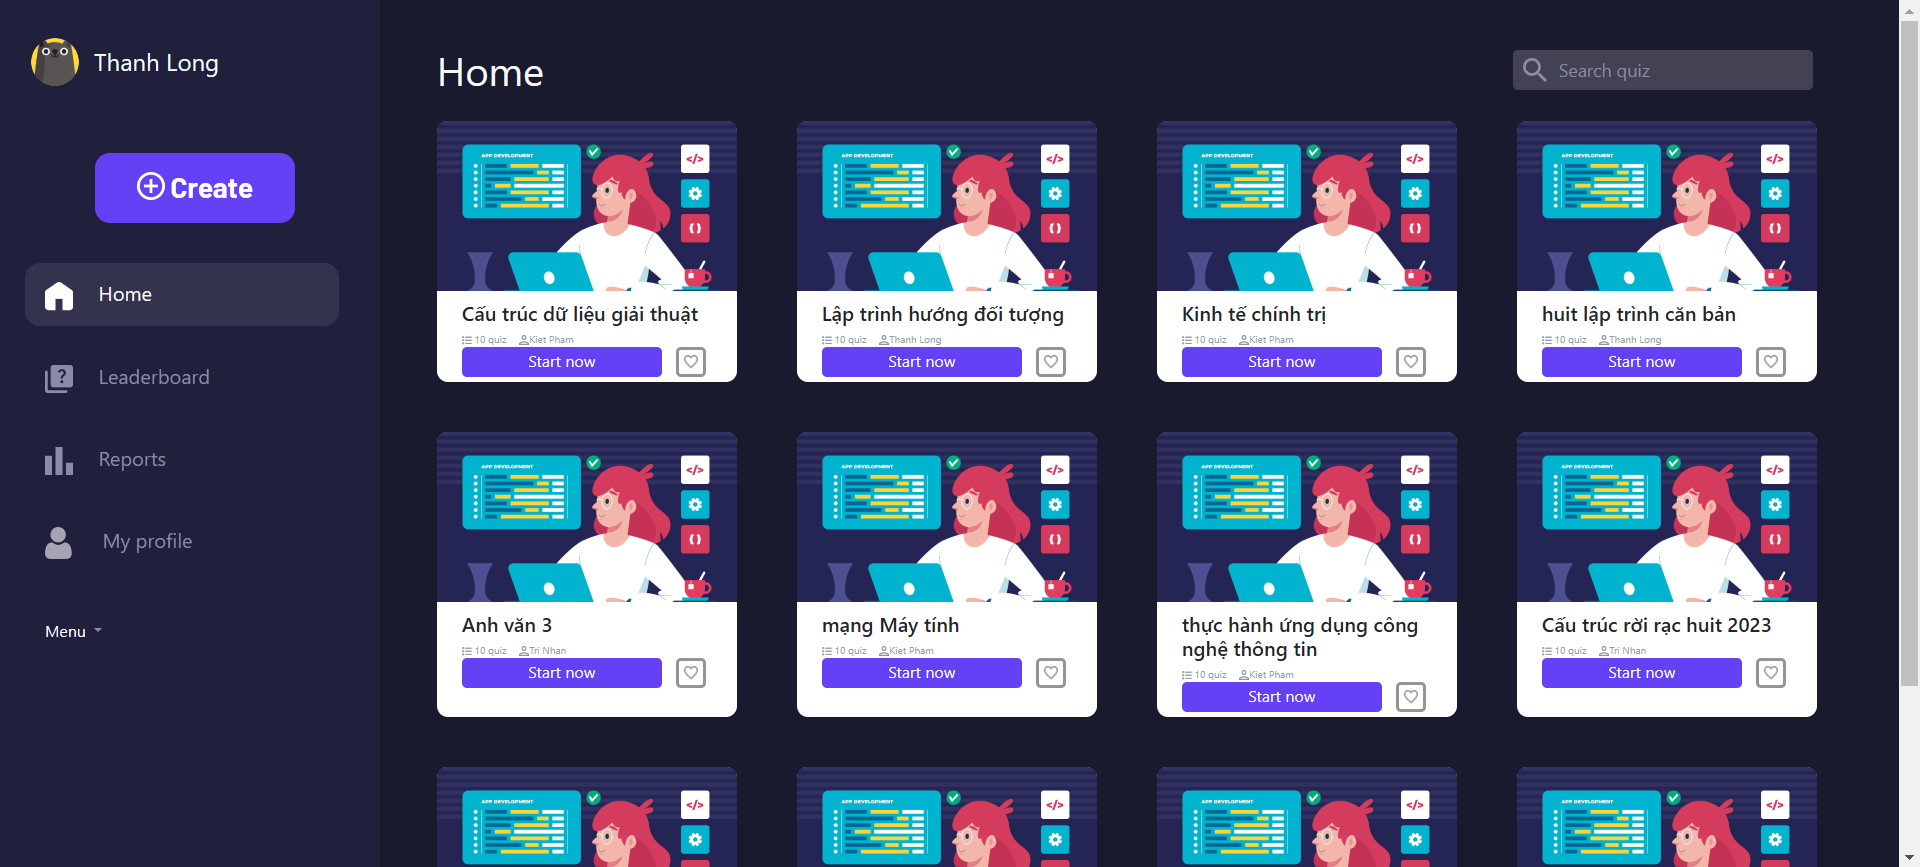 Thanh Long
Create
Home
Leaderboard
Reports
My profile
Menu
Home
Search quiz
APP DEVELOPMENT
</>
{}
Cấu trúc dữ liệu giải thuật
10 quiz Kiet Pham
Start now
APP DEVELOPMENT
</>
{}
Lập trình hướng đối tượng
10 quiz Thanh Long
Start now
APP DEVELOPMENT
</>
{}
Kinh tế chính trị
10 quiz Kiet Pham
Start now
APP DEVELOPMENT
</>
{}
huit lập trình căn bản
10 quiz Thanh Long
Start now
APP DEVELOPMENT
</>
{}
Anh văn 3
10 quiz Tri Nhan
Start now
APP DEVELOPMENT
</>
{}
mạng Máy tính
10 quiz Kiet Pham
Start now
APP DEVELOPMENT
</>
{}
thực hành ứng dụng công
nghệ thông tin
10 quiz Kiet Pham
Start now
APP DEVELOPMENT
</>
{}
Cấu trúc rời rạc huit 2023
10 quiz Tri Nhan
Start now
APP DEVELOPMENT
</>
APP DEVELOPMENT
</>
APP DEVELOPMENT
</>
APP DEVELOPMENT
</>